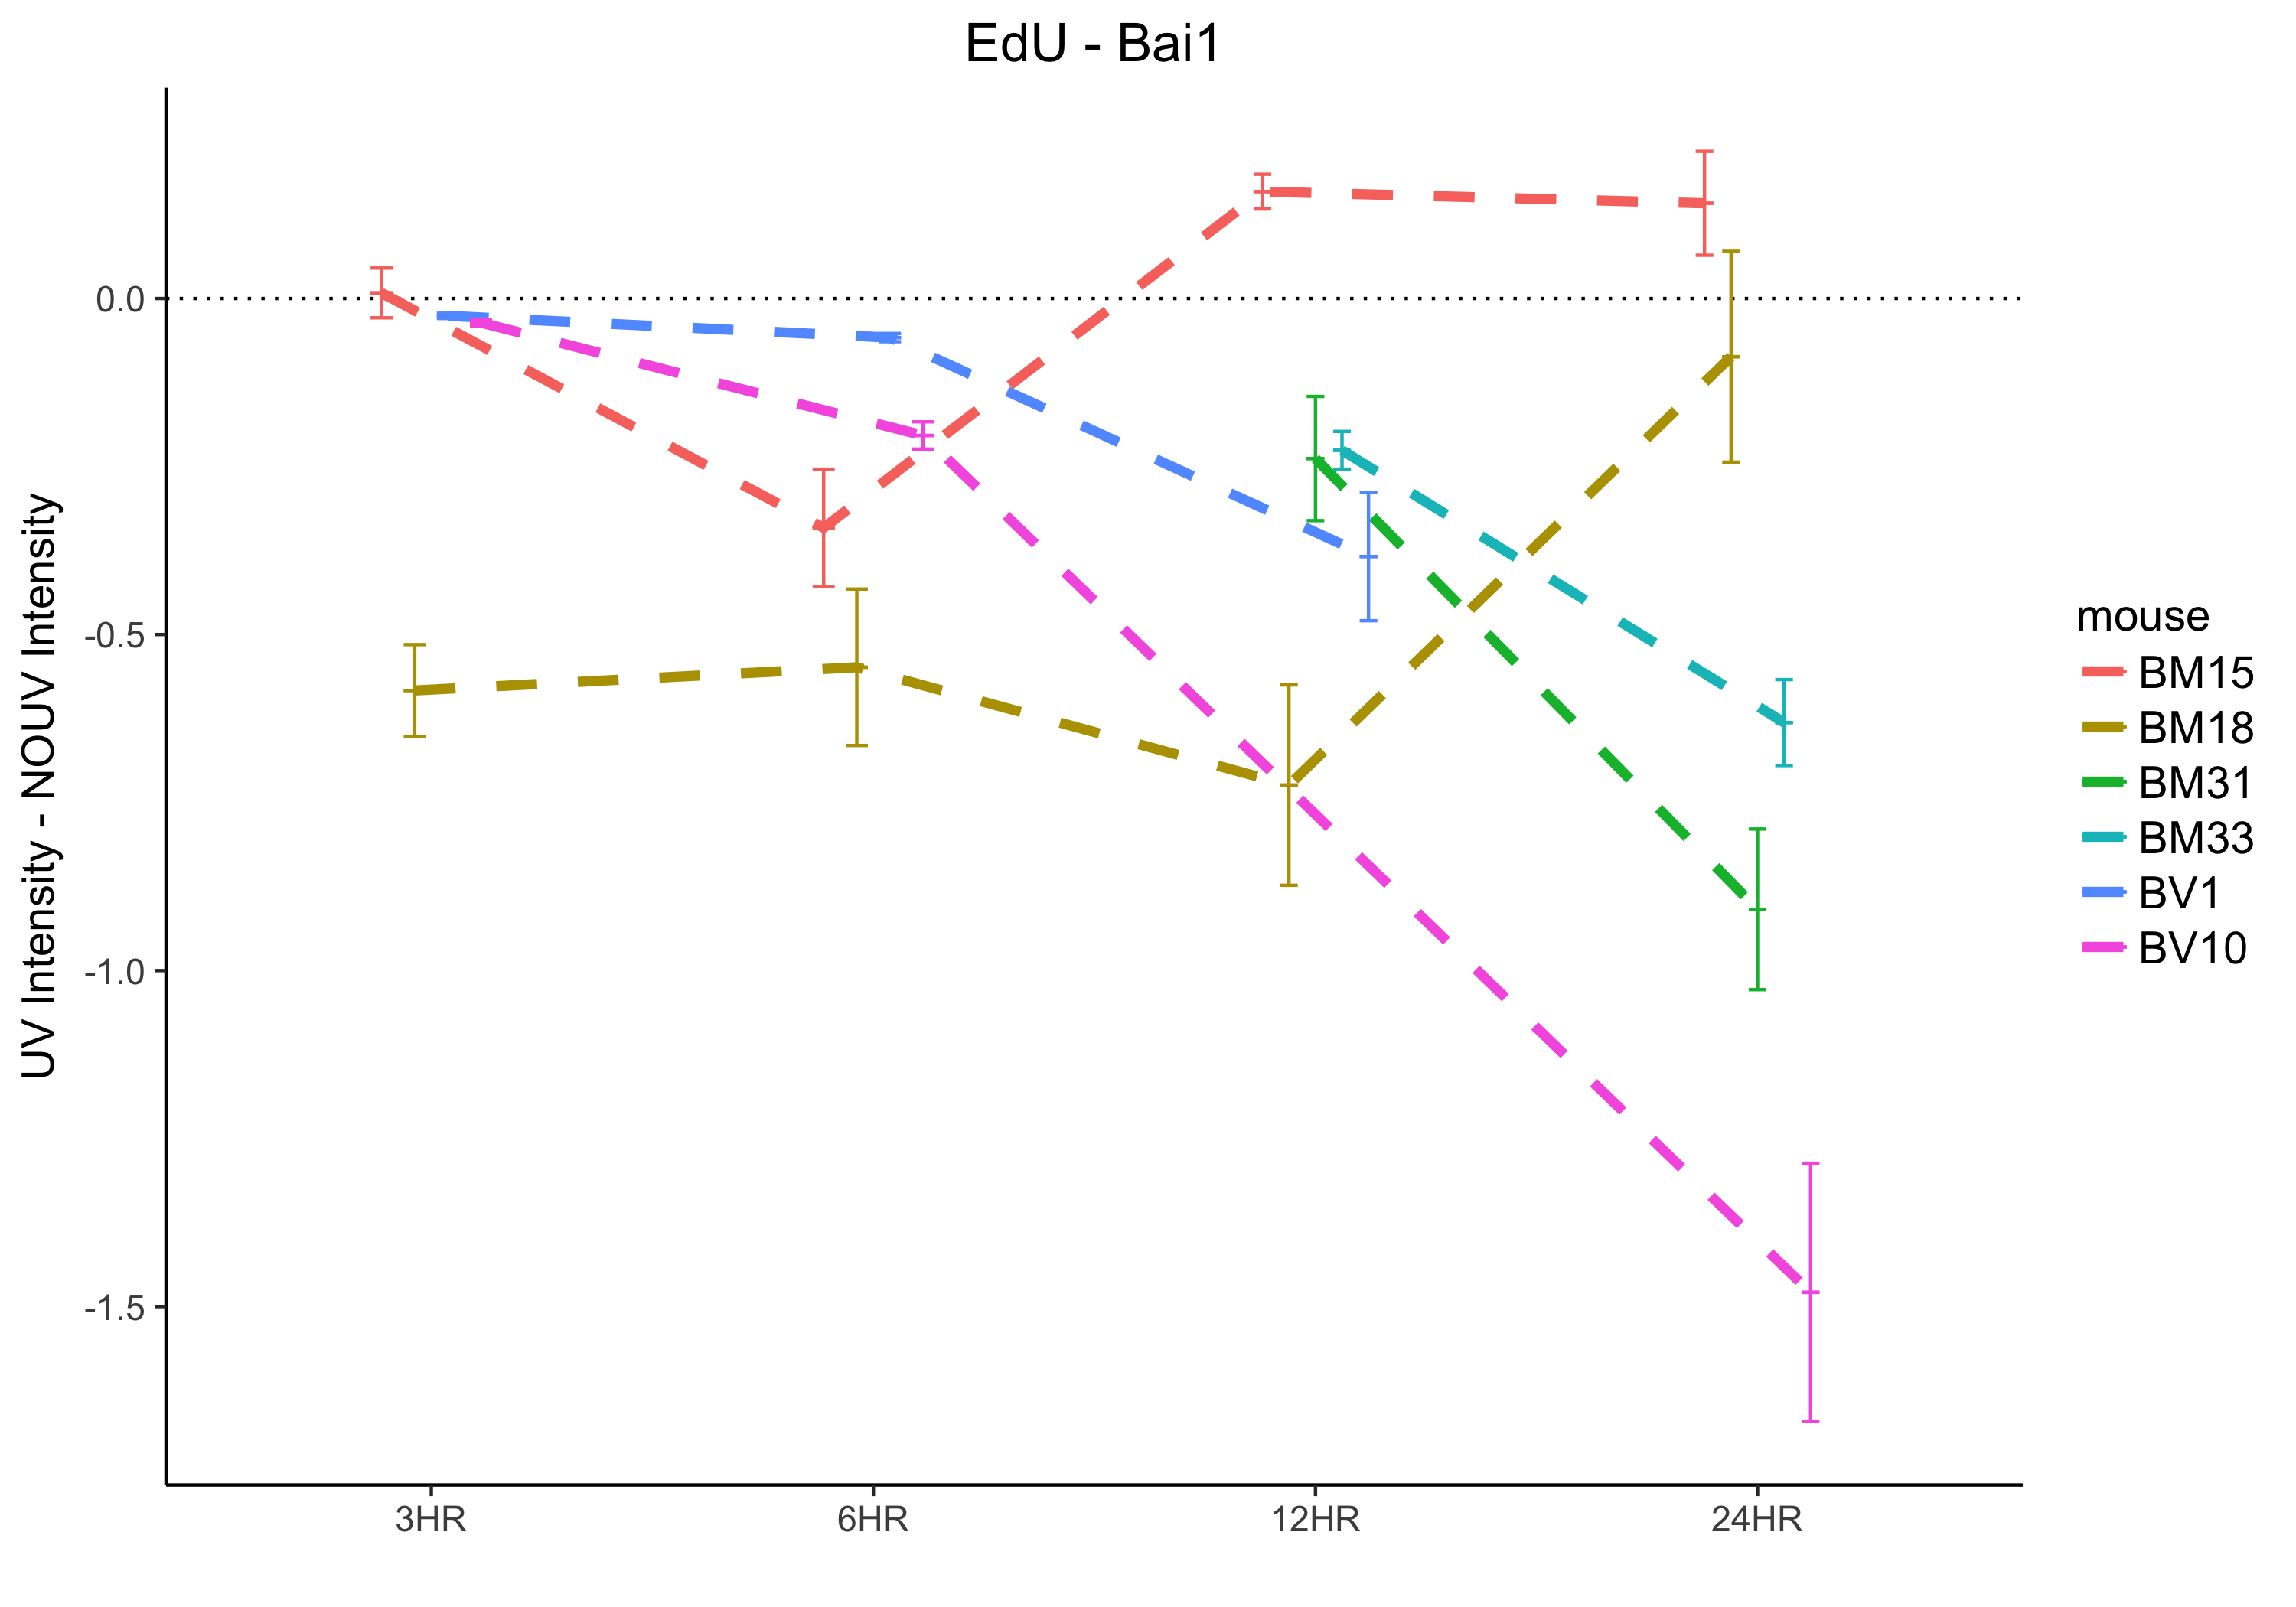 EdU - Bai1
UV Intensity - NOUV Intensity
0.0
-0.5
-1.0
-1.5
3HR
6HR
12HR
24HR
mouse
BM15
BM18
BM31
BM33
BV1
BV10